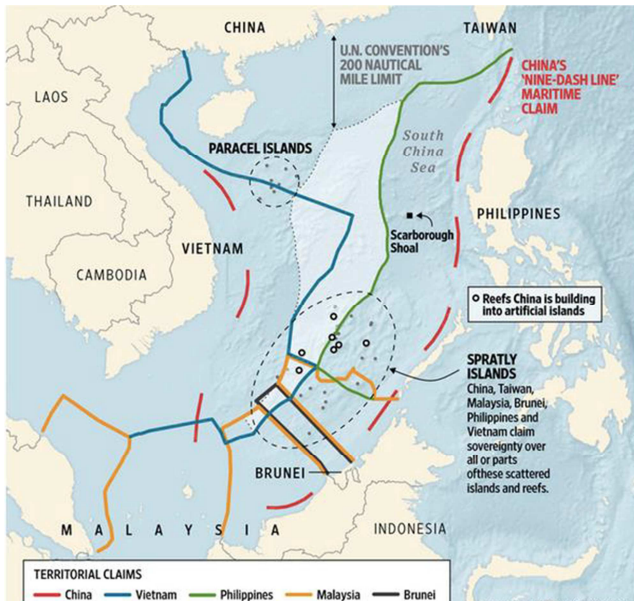 CHINA
TAIWAN
U.N. CONVENTION'S
200 NAUTICAL
MILE LIMIT
CHINA'S
'NINE-DASH LINE'
MARITIME
CLAIM
LAOS
PARACEL ISLANDS
South
China
Sea
THAILAND
PHILIPPINES
VIETNAM
Scarborough
Shoal
CAMBODIA
Reefs China is building
into artificial islands
SPRATLY
ISLANDS
China, Taiwan,
Malaysia, Brunei,
Philippines and
Vietnam claim
sovereignty over
all or parts
ofthese scattered
islands and reefs.
BRUNEI
MALAYSIA
INDONESIA
TERRITORIAL CLAIMS
China Vietnam Philippines Malaysia Brunei